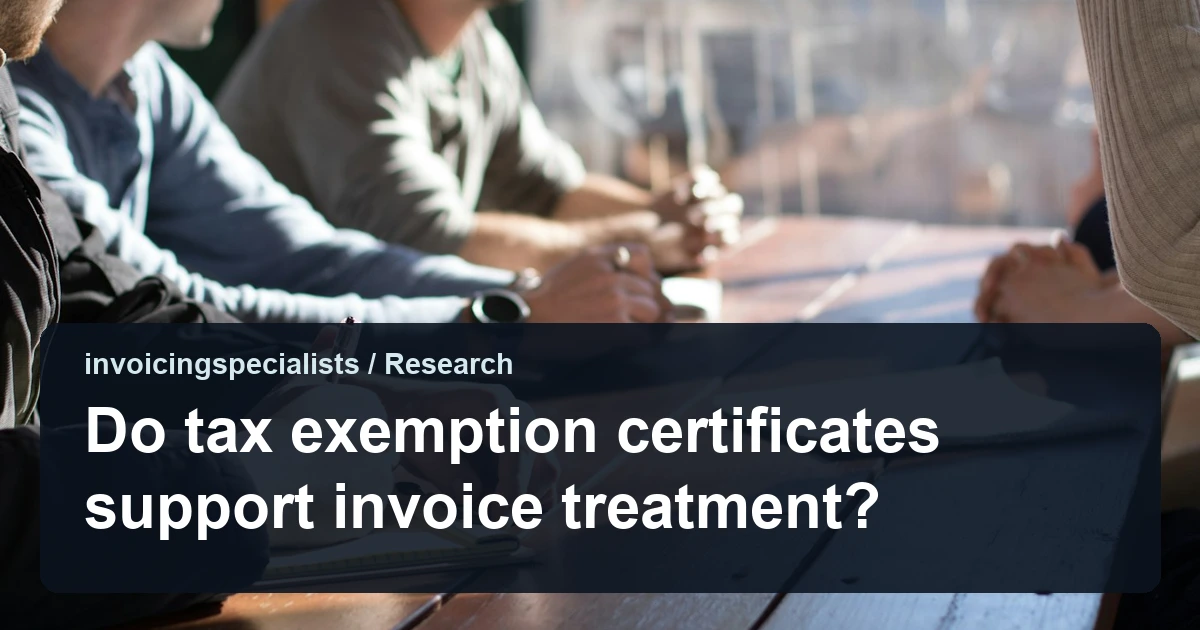 invoicingspecialists / Research
Do tax exemption certificates
support invoice treatment?